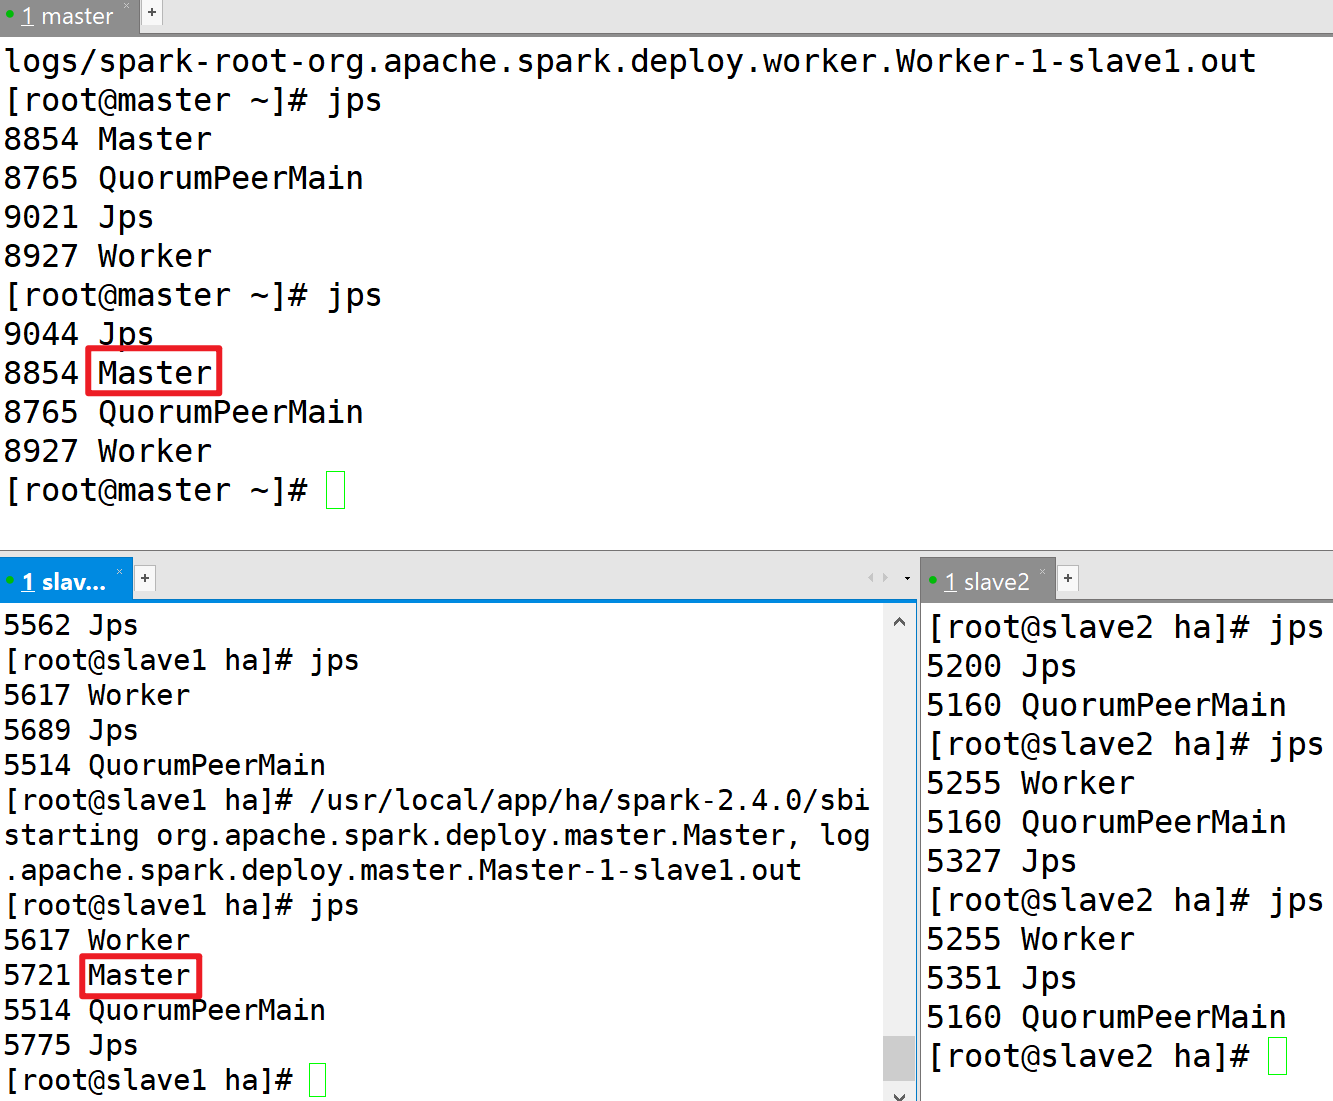 1 master
+
logs/spark-root-org.apache.spark.deploy.worker.Worker-1-slave1.out
[root@master ~]# jps
8854 Master
8765 QuorumPeerMain
9021 Jps
8927 Worker
[root@master ~]# jps
9044 Jps
8854 Master
8765 QuorumPeerMain
8927 Worker
[root@master ~]#
1 slav...
+
5562 Jps
[root@slave1 ha]# jps
5617 Worker
5689 Jps
5514 QuorumPeerMain
[root@slave1 ha]# /usr/local/app/ha/spark-2.4.0/sbi
starting org.apache.spark.deploy.master.Master, log
.apache.spark.deploy.master.Master-1-slave1.out
[root@slave1 ha]# jps
5617 Worker
5721 Master
5514 QuorumPeerMain
5775 Jps
[root@slave1 ha]#
1 slave2
+
[root@slave2 ha]# jps
5200 Jps
5160 QuorumPeerMain
[root@slave2 ha]# jps
5255 Worker
5160 QuorumPeerMain
5327 Jps
[root@slave2 ha]# jps
5255 Worker
5351 Jps
5160 QuorumPeerMain
[root@slave2 ha]#